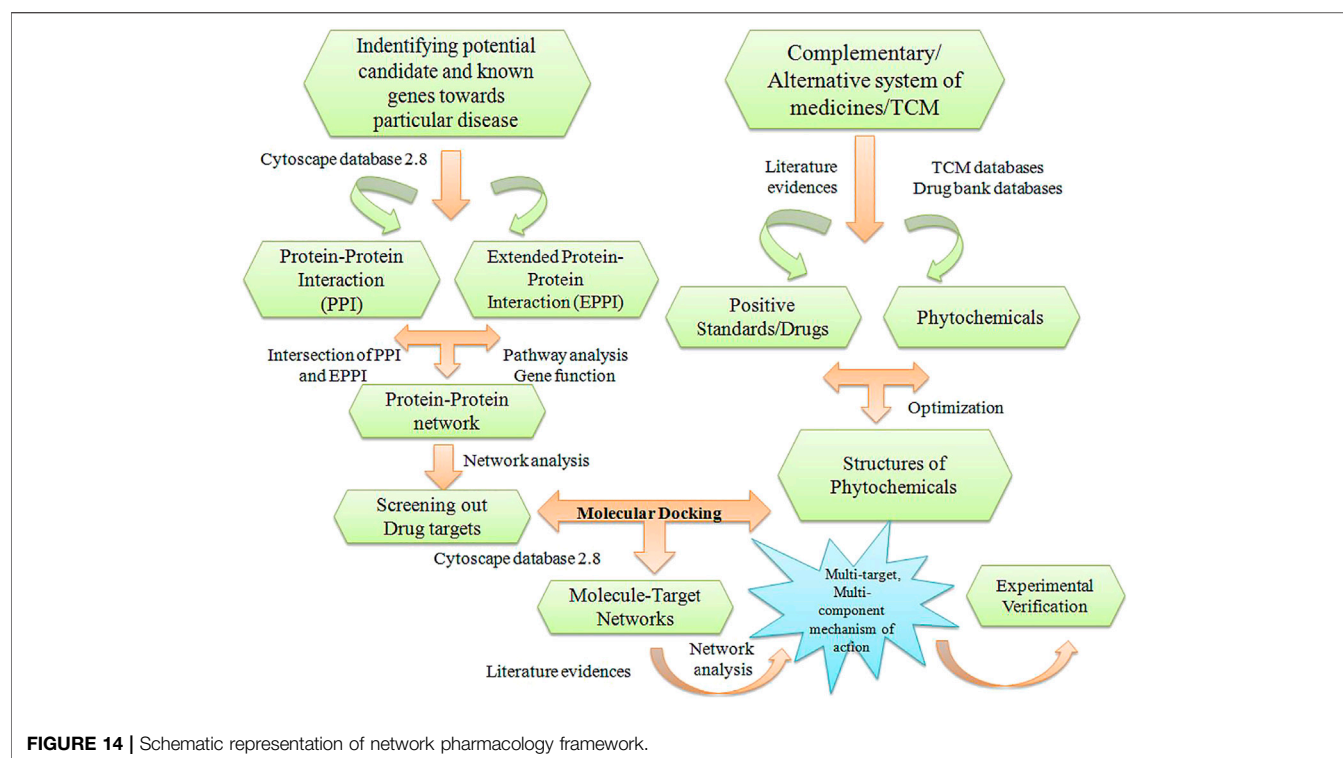 Indentifying potential
candidate and known
genes towards
particular disease
Complementary/
Alternative system of
medicines/TCM
Cytoscape database 2.8
Literature
evidences
TCM databases
Drug bank databases
Protein-Protein
Interaction
(PPI)
Extended Protein-
Protein
Interaction (EPPI)
Positive
Standards/Drugs
Phytochemicals
Intersection of PPI
and EPPI
Pathway analysis
Gene function
Protein-Protein
network
Optimization
Network analysis
Structures of
Phytochemicals
Screening out
Drug targets
Molecular Docking
Cytoscape database 2.8
Molecule-Target
Networks
Multi-target,
Multi-
component
mechanism of
action
Experimental
Verification
Literature evidences
Network
analysis
FIGURE 14 | Schematic representation of network pharmacology framework.